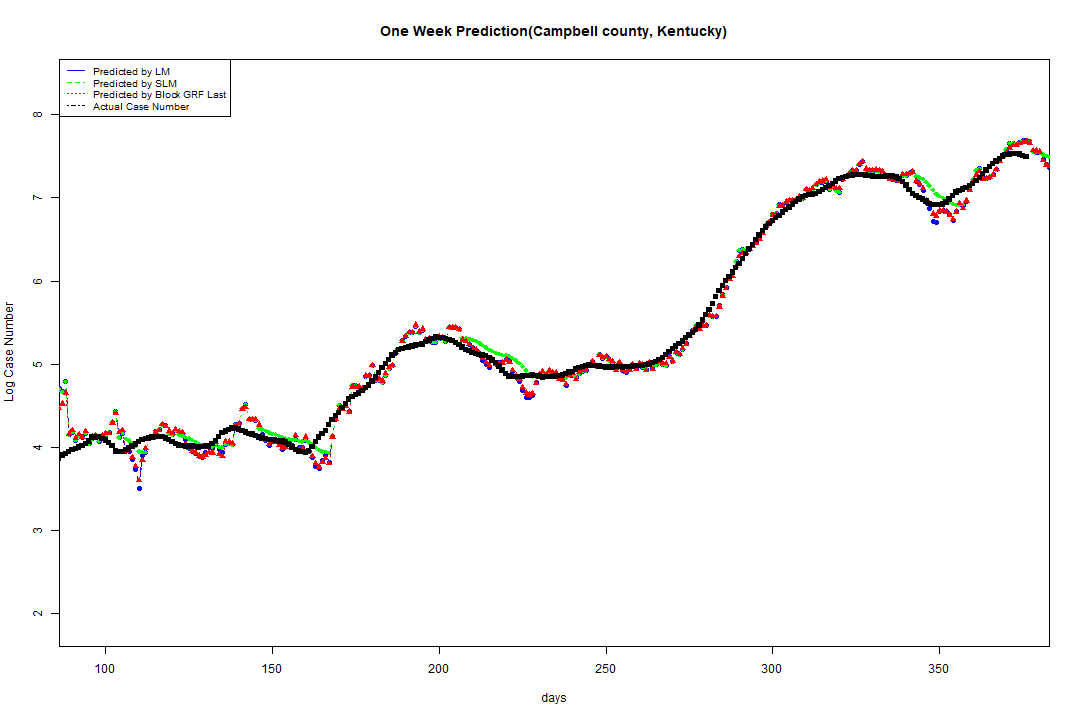 One Week Prediction(Campbell county, Kentucky)
Predicted by LM
Predicted by SLM
Predicted by Block GRF Last
Actual Case Number
8
7
6
5
4
3
2
Log Case Number
100 150 200 250 300 350
days